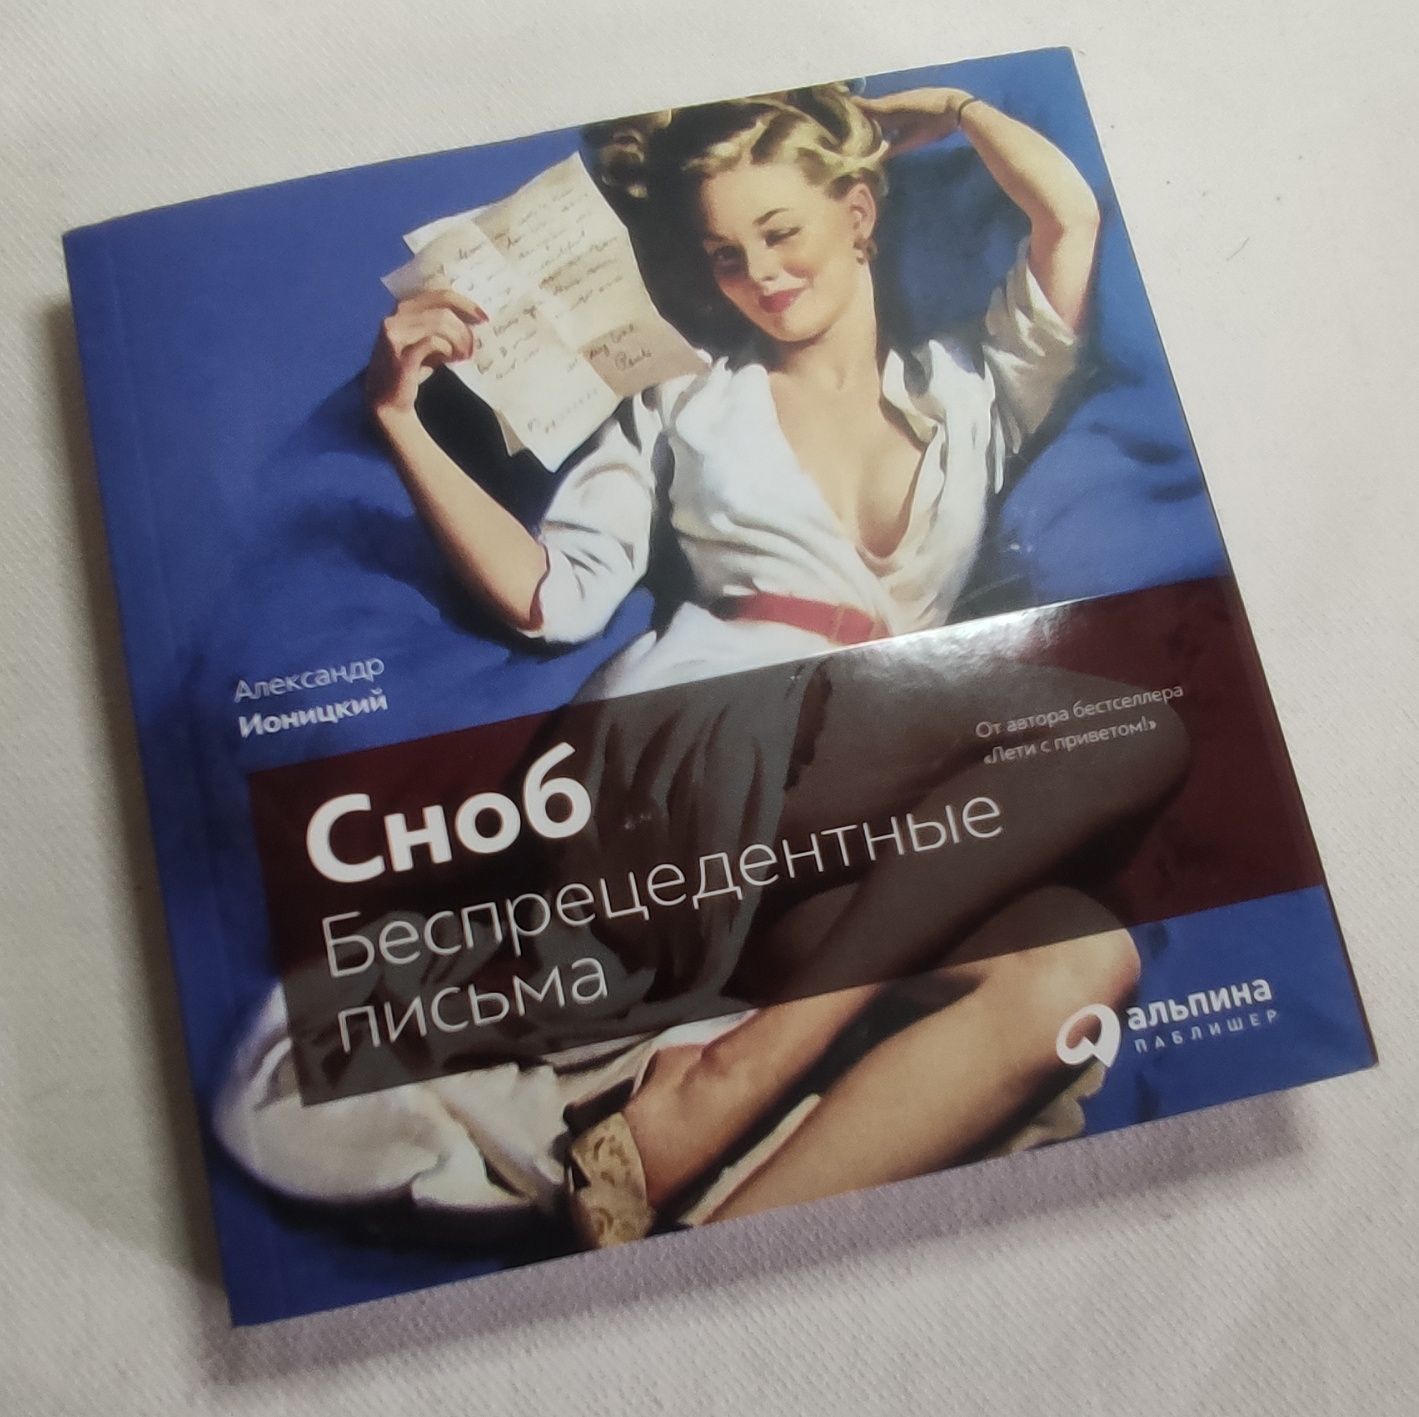 Александр
Ионицкий
От автора бестселлера
«Лети с приветом!»
Сноб
Беспрецедентные
письма
альпина
ПАБЛИШЕР